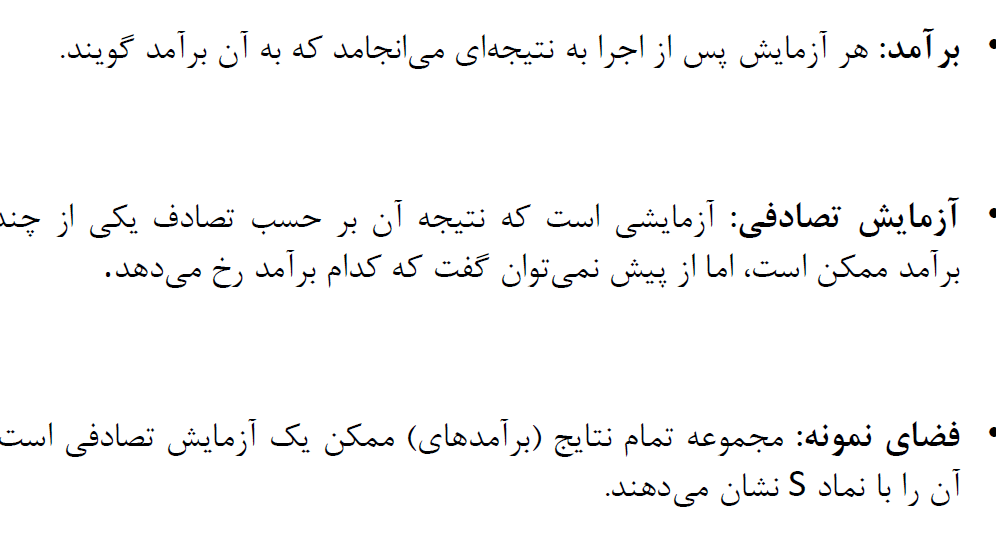 • برآمد: هر آزمایش پس از اجرا به نتیجه‌ای می‌انجامد که به آن برآمد گویند.
• آزمایش تصادفی: آزمایشی است که نتیجه آن بر حسب تصادف یکی از چند
برآمد ممکن است، اما از پیش نمی‌توان گفت که کدام برآمد رخ می‌دهد.
• فضای نمونه: مجموعه تمام نتایج (برآمدهای) ممکن یک آزمایش تصادفی است
آن را با نماد S نشان می‌دهند.